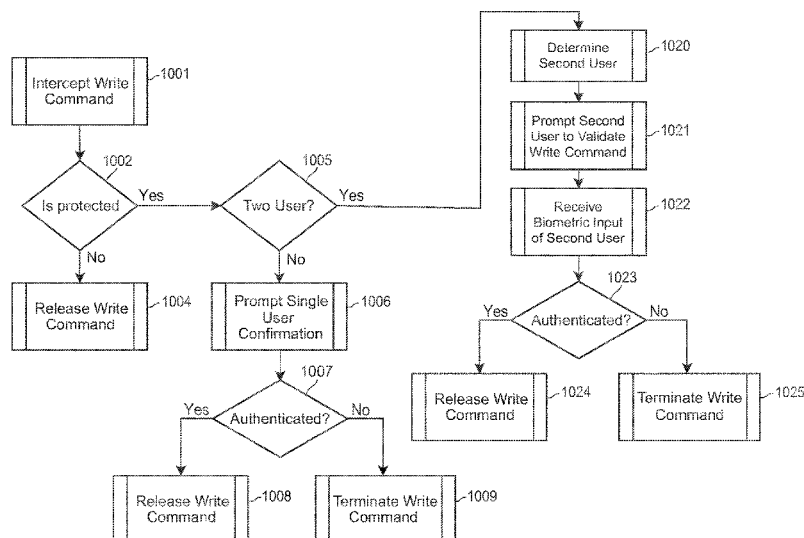 Intercept Write
Command
1001
1002
Is protected
Yes
No
Release Write
Command
1004
1005
Two User?
Yes
No
Prompt Single
User
Confirmation
1006
1007
Authenticated?
Yes
No
Release Write
Command
1008
Terminate Write
Command
1009
Determine
Second User
1020
Prompt Second
User to Validate
Write Command
1021
Receive
Biometric Input
of Second User
1022
1023
Authenticated?
Yes
No
Release Write
Command
1024
Terminate Write
Command
1025